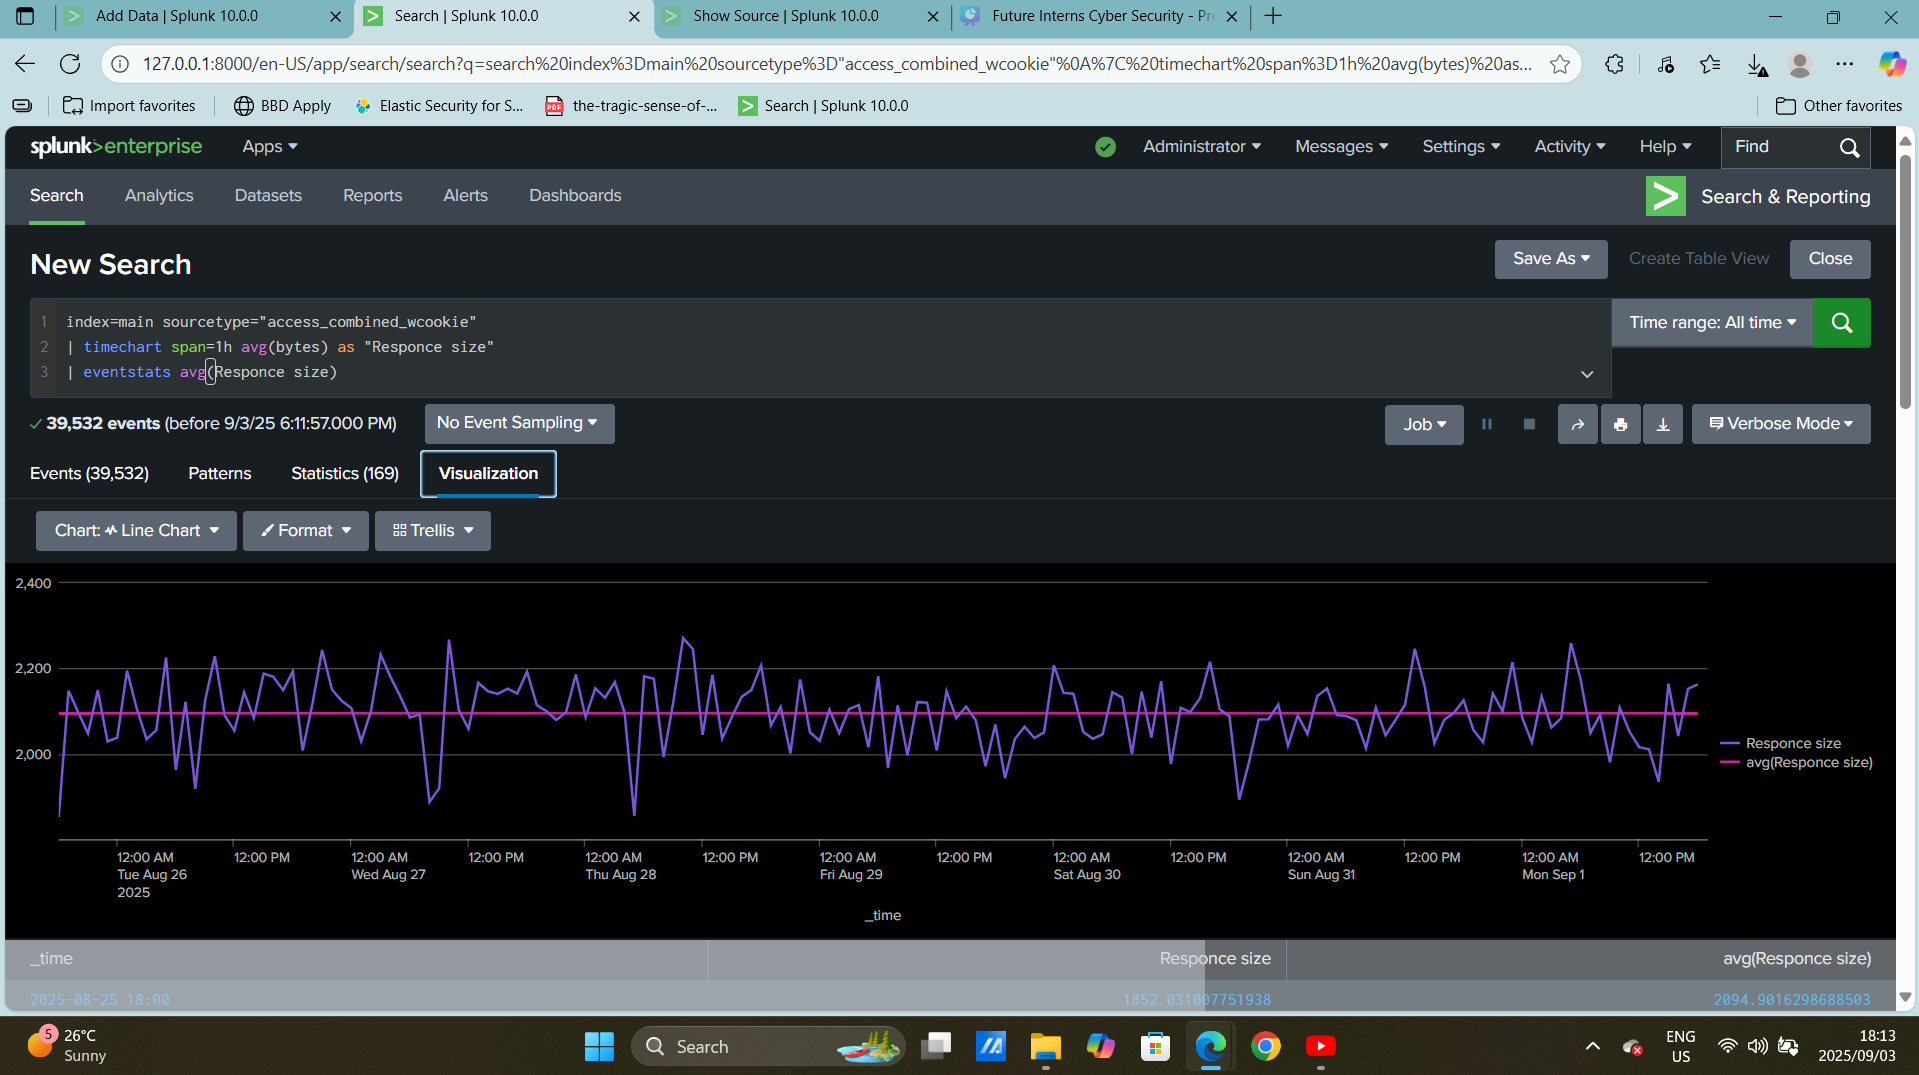 Add Data | Splunk 10.0.0
Search | Splunk 10.0.0
Show Source | Splunk 10.0.0
Future Interns Cyber Security - Pr
127.0.0.1:8000/en-US/app/search/search?q=search%20index%3Dmain%20sourcetype%3D"access_combined_wcookie"%0A%7C%20timechart%20span%3D1h%20avg(bytes)%20as...
Import favorites
BBD Apply
Elastic Security for S...
PDF
the-tragic-sense-of-...
Search | Splunk 10.0.0
Other favorites
splunk>enterprise
Apps
Administrator
Messages
Settings
Activity
Help
Find
Search
Analytics
Datasets
Reports
Alerts
Dashboards
Search & Reporting
New Search
Save As
Create Table View
Close
1 index=main sourcetype="access_combined_wcookie"
2 | timechart span=1h avg(bytes) as "Responce size"
3 | eventstats avg(Responce size)
Time range: All time
39,532 events (before 9/3/25 6:11:57.000 PM)
No Event Sampling
Job
Verbose Mode
Events (39,532)
Patterns
Statistics (169)
Visualization
Chart: Line Chart
Format
Trellis
2,400
2,200
2,000
Responce size
avg(Responce size)
12:00 AM
Tue Aug 26
2025
12:00 PM
12:00 AM
Wed Aug 27
12:00 PM
12:00 AM
Thu Aug 28
12:00 PM
12:00 AM
Fri Aug 29
12:00 PM
12:00 AM
Sat Aug 30
12:00 PM
12:00 AM
Sun Aug 31
12:00 PM
12:00 AM
Mon Sep 1
12:00 PM
_time
_time
Responce size
avg(Responce size)
2025-08-25 18:00
1852.031007751938
2094.9016298688503
5
26°C
Sunny
Search
ENG
US
18:13
2025/09/03